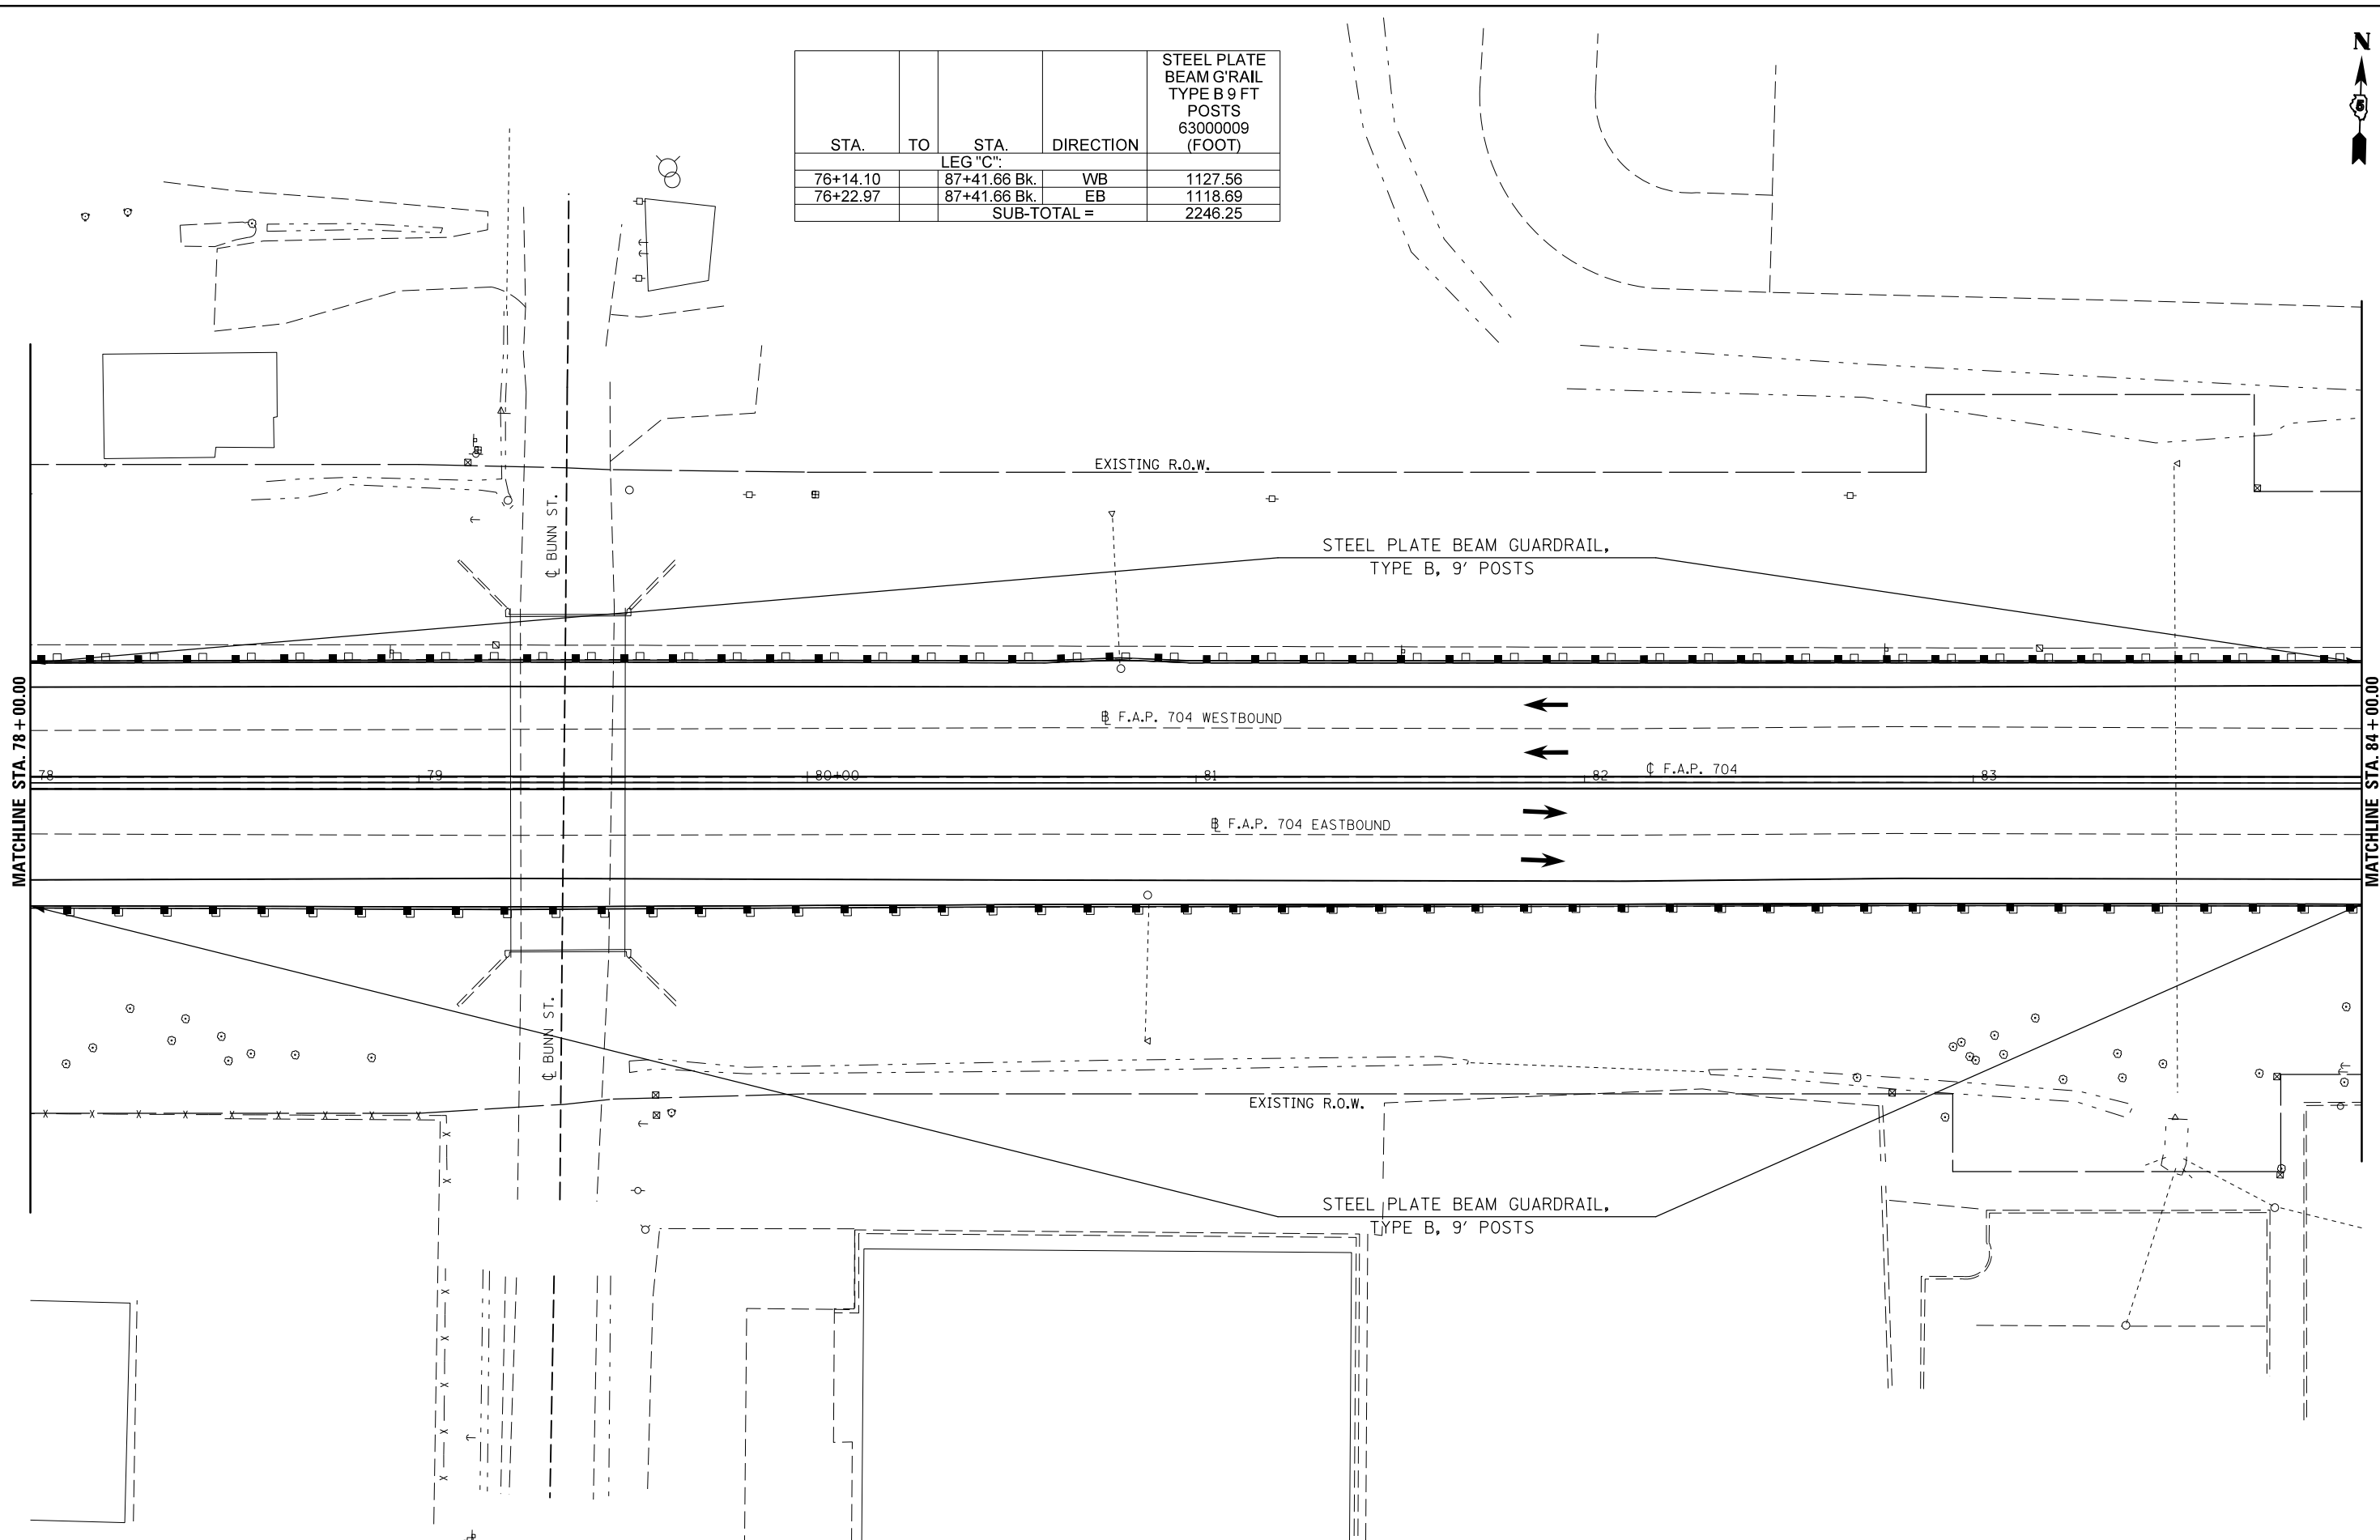 STEEL PLATE
BEAM G'RAIL
TYPE B 9 FT
POSTS
63000009
STA. TO STA. DIRECTION (FOOT)
LEG "C":
76+14.10 87+41.66 Bk. WB 1127.56
76+22.97 87+41.66 Bk. EB 1118.69
SUB-TOTAL = 2246.25
N
5
EXISTING R.O.W.
℄ BUNN ST.
STEEL PLATE BEAM GUARDRAIL,
TYPE B, 9' POSTS
MATCHLINE STA. 78 + 00.00
MATCHLINE STA. 84 + 00.00
B F.A.P. 704 WESTBOUND
℄ F.A.P. 704
78 79 80+00 81 82 83
B F.A.P. 704 EASTBOUND
℄ BUNN ST.
EXISTING R.O.W.
STEEL PLATE BEAM GUARDRAIL,
TYPE B, 9' POSTS